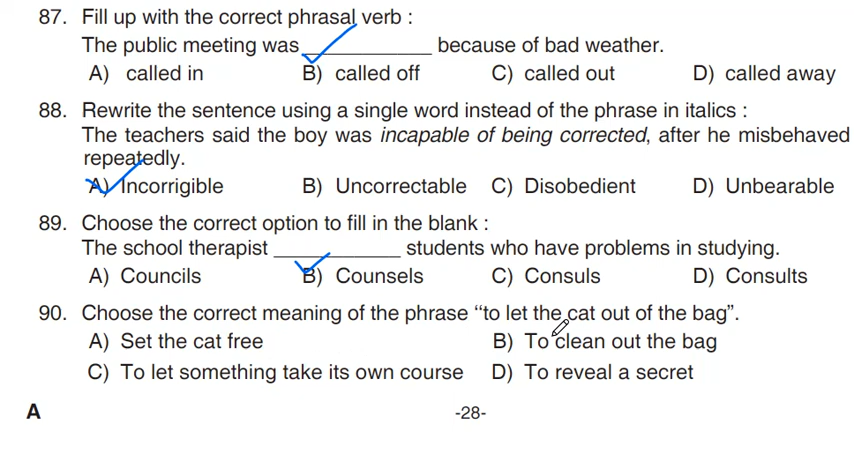 87. Fill up with the correct phrasal verb :
The public meeting was____________ because of bad weather.
A) called in B) called off C) called out D) called away
88. Rewrite the sentence using a single word instead of the phrase in italics :
The teachers said the boy was incapable of being corrected, after he misbehaved
repeatedly.
A) Incorrigible B) Uncorrectable C) Disobedient D) Unbearable
89. Choose the correct option to fill in the blank :
The school therapist ____________ students who have problems in studying.
A) Councils B) Counsels C) Consuls D) Consults
90. Choose the correct meaning of the phrase “to let the cat out of the bag”.
A) Set the cat free B) To clean out the bag
C) To let something take its own course D) To reveal a secret
A -28-